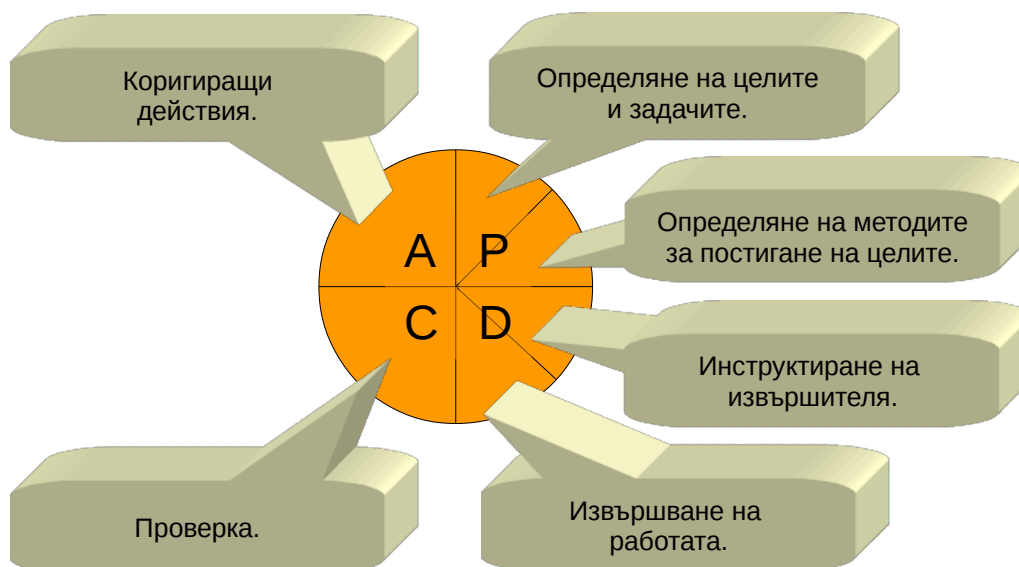 Коригиращи
действия.
Определяне на целите
и задачите.
Определяне на методите
за постигане на целите.
A
P
C
D
Инструктиране на
извършителя.
Извършване на
работата.
Проверка.